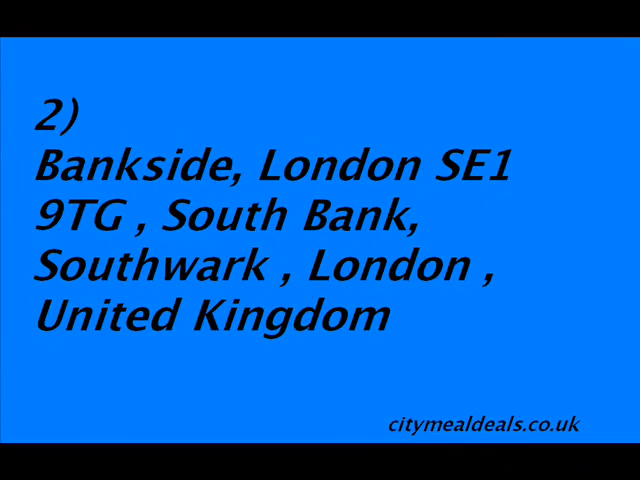 2)
Bankside, London SE1
9TG , South Bank,
Southwark , London ,
United Kingdom
citymealdeals.co.uk